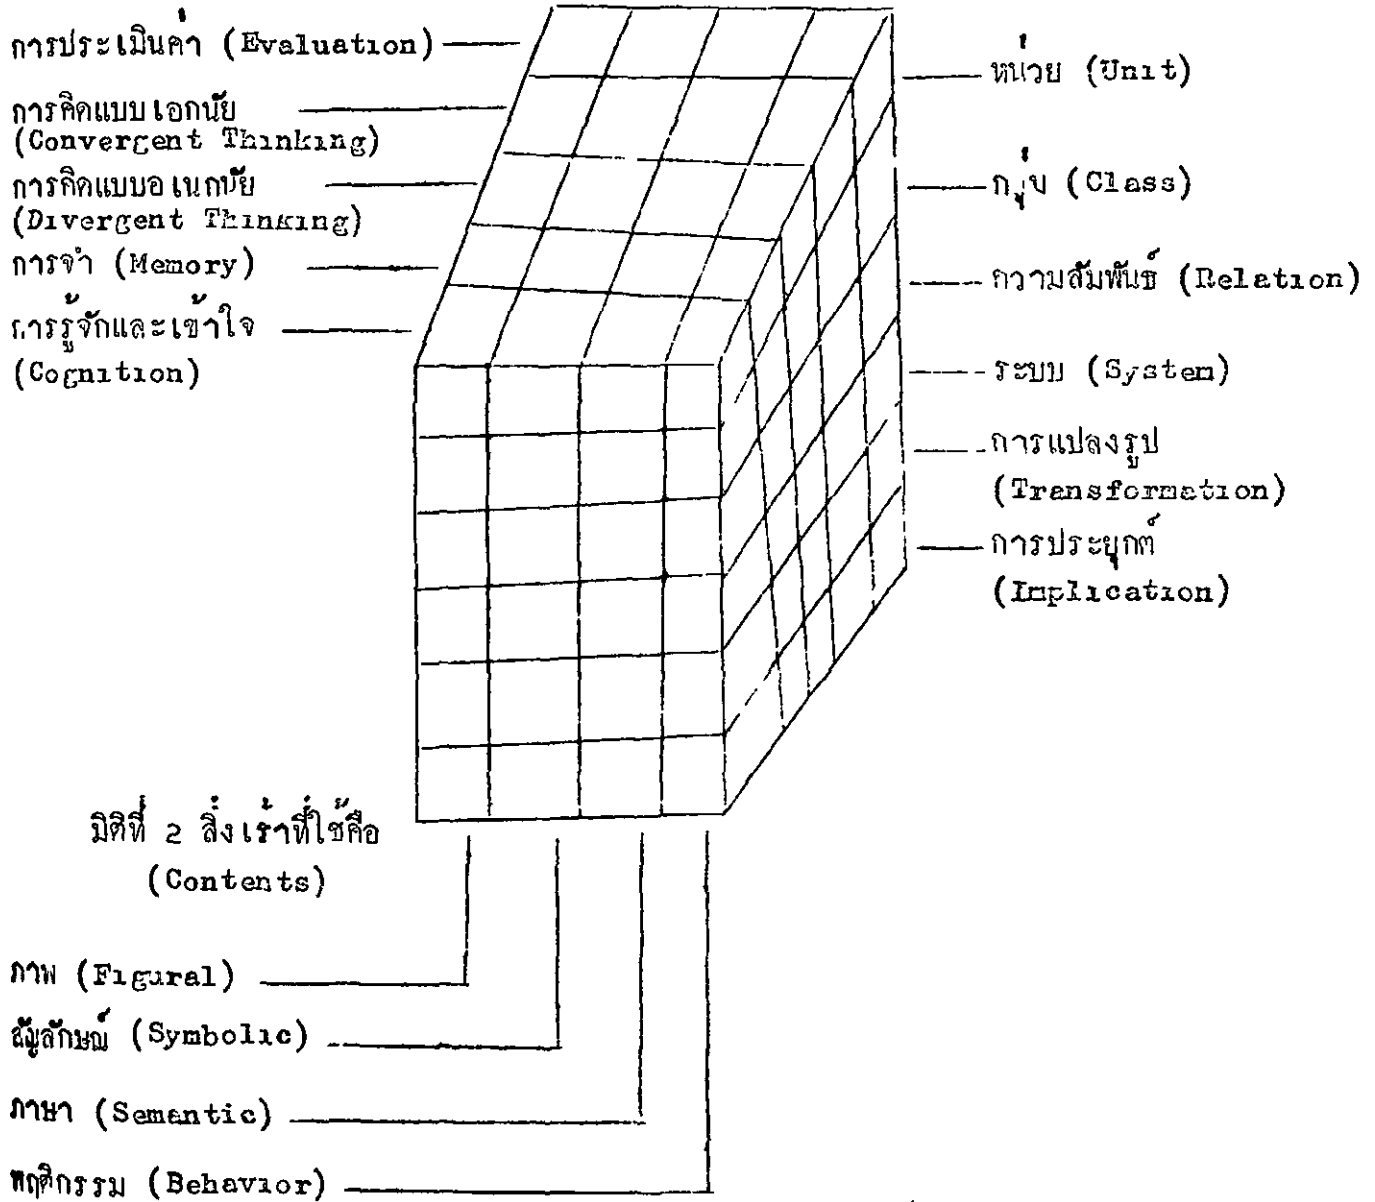 การประเมินค่า (Evaluation)
การคิดแบบเอกนัย
(Convergent Thinking)
การคิดแบบอเนกนัย
(Divergent Thinking)
การจำ (Memory)
การรู้จักและเข้าใจ
(Cognition)
หน่วย (Unit)
กลุ่ม (Class)
ความสัมพันธ์ (Relation)
ระบบ (System)
การแปลงรูป
(Transformation)
การประยุกต์
(Implication)
มิติที่ 2 สิ่งเร้าที่ใช้คือ
(Contents)
ภาพ (Figural)
สัญลักษณ์ (Symbolic)
ภาษา (Semantic)
พฤติกรรม (Behavior)